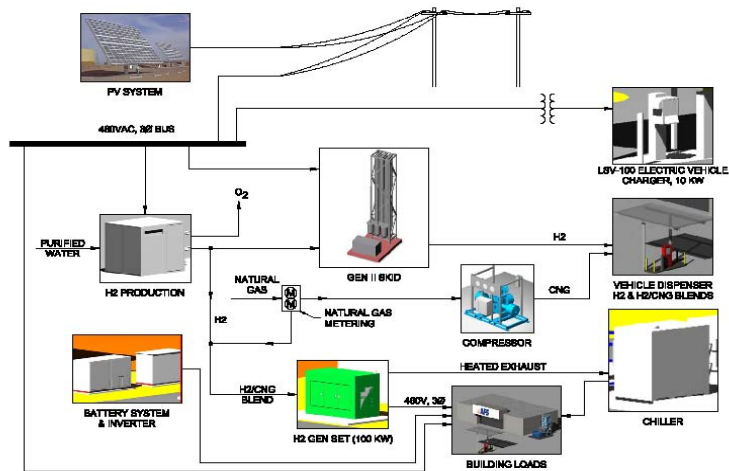 PV SYSTEM
480VAC, 3Ø BUS
LSV-100 ELECTRIC VEHICLE
CHARGER, 10 KW
O2
PURIFIED
WATER
H2 PRODUCTION
GEN II SKID
H2
VEHICLE DISPENSER
H2 & H2/CNG BLENDS
NATURAL
GAS
NATURAL GAS
METERING
CNG
COMPRESSOR
H2
HEATED EXHAUST
H2/CNG
BLEND
480V, 3Ø
BATTERY SYSTEM
& INVERTER
H2 GEN SET (100 KW)
APS
BUILDING LOADS
CHILLER